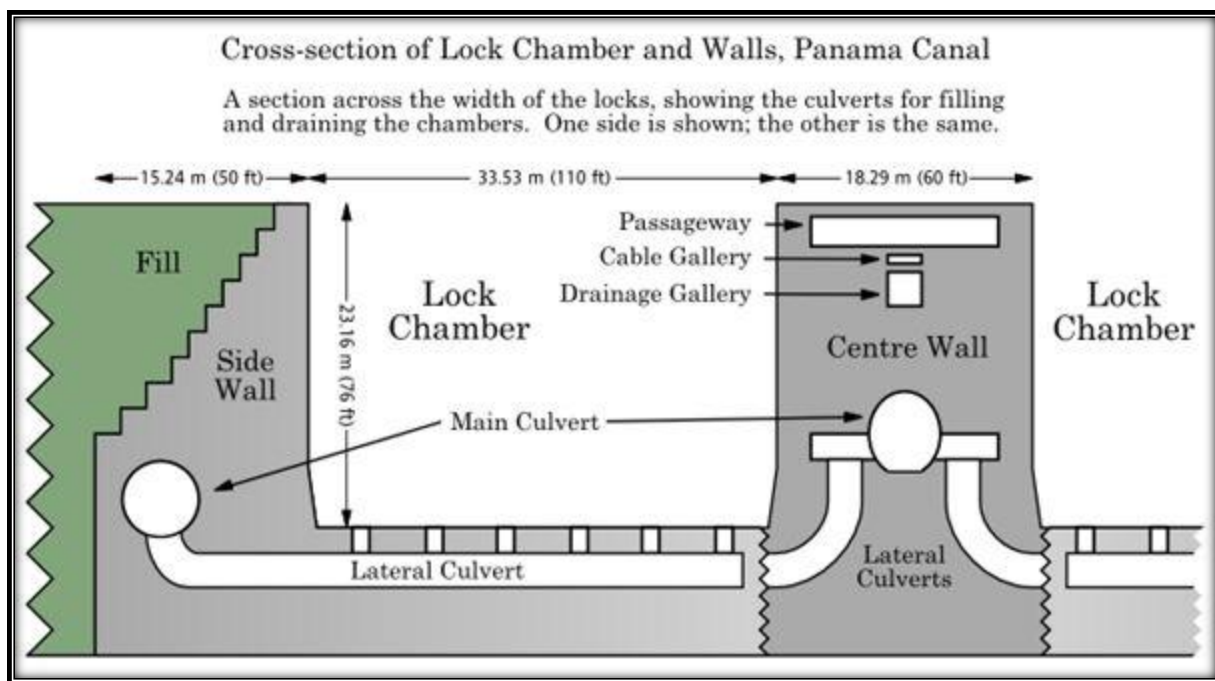 Cross-section of Lock Chamber and Walls, Panama Canal
A section across the width of the locks, showing the culverts for filling
and draining the chambers. One side is shown; the other is the same.
15.24 m (50 ft)
33.53 m (110 ft)
18.29 m (60 ft)
Passageway
Cable Gallery
Drainage Gallery
Fill
Lock
Chamber
Lock
Chamber
23.16 m (76 ft)
Side
Wall
Centre Wall
Main Culvert
Lateral Culvert
Lateral
Culverts